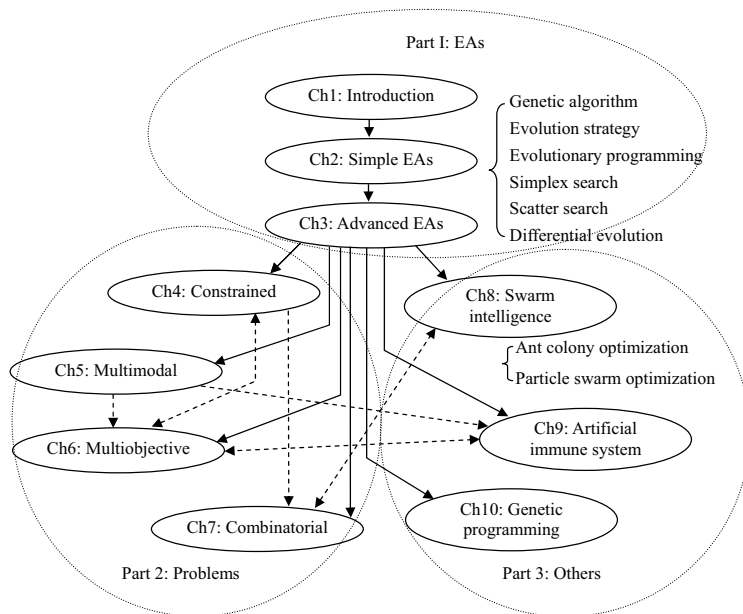 Part I: EAs
Ch1: Introduction
Ch2: Simple EAs
Ch3: Advanced EAs
Genetic algorithm
Evolution strategy
Evolutionary programming
Simplex search
Scatter search
Differential evolution
Ch4: Constrained
Ch5: Multimodal
Ch6: Multiobjective
Ch7: Combinatorial
Part 2: Problems
Ch8: Swarm
intelligence
Ant colony optimization
Particle swarm optimization
Ch9: Artificial
immune system
Ch10: Genetic
programming
Part 3: Others